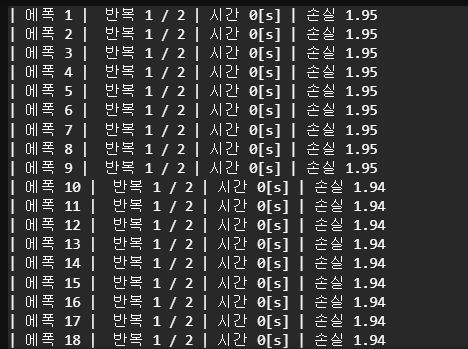 | 에폭 1 |  반복 1 / 2 | 시간 0[s] | 손실 1.95
| 에폭 2 |  반복 1 / 2 | 시간 0[s] | 손실 1.95
| 에폭 3 |  반복 1 / 2 | 시간 0[s] | 손실 1.95
| 에폭 4 |  반복 1 / 2 | 시간 0[s] | 손실 1.95
| 에폭 5 |  반복 1 / 2 | 시간 0[s] | 손실 1.95
| 에폭 6 |  반복 1 / 2 | 시간 0[s] | 손실 1.95
| 에폭 7 |  반복 1 / 2 | 시간 0[s] | 손실 1.95
| 에폭 8 |  반복 1 / 2 | 시간 0[s] | 손실 1.95
| 에폭 9 |  반복 1 / 2 | 시간 0[s] | 손실 1.95
| 에폭 10 |  반복 1 / 2 | 시간 0[s] | 손실 1.94
| 에폭 11 |  반복 1 / 2 | 시간 0[s] | 손실 1.94
| 에폭 12 |  반복 1 / 2 | 시간 0[s] | 손실 1.94
| 에폭 13 |  반복 1 / 2 | 시간 0[s] | 손실 1.94
| 에폭 14 |  반복 1 / 2 | 시간 0[s] | 손실 1.94
| 에폭 15 |  반복 1 / 2 | 시간 0[s] | 손실 1.94
| 에폭 16 |  반복 1 / 2 | 시간 0[s] | 손실 1.94
| 에폭 17 |  반복 1 / 2 | 시간 0[s] | 손실 1.94
| 에폭 18 |  반복 1 / 2 | 시간 0[s] | 손실 1.94